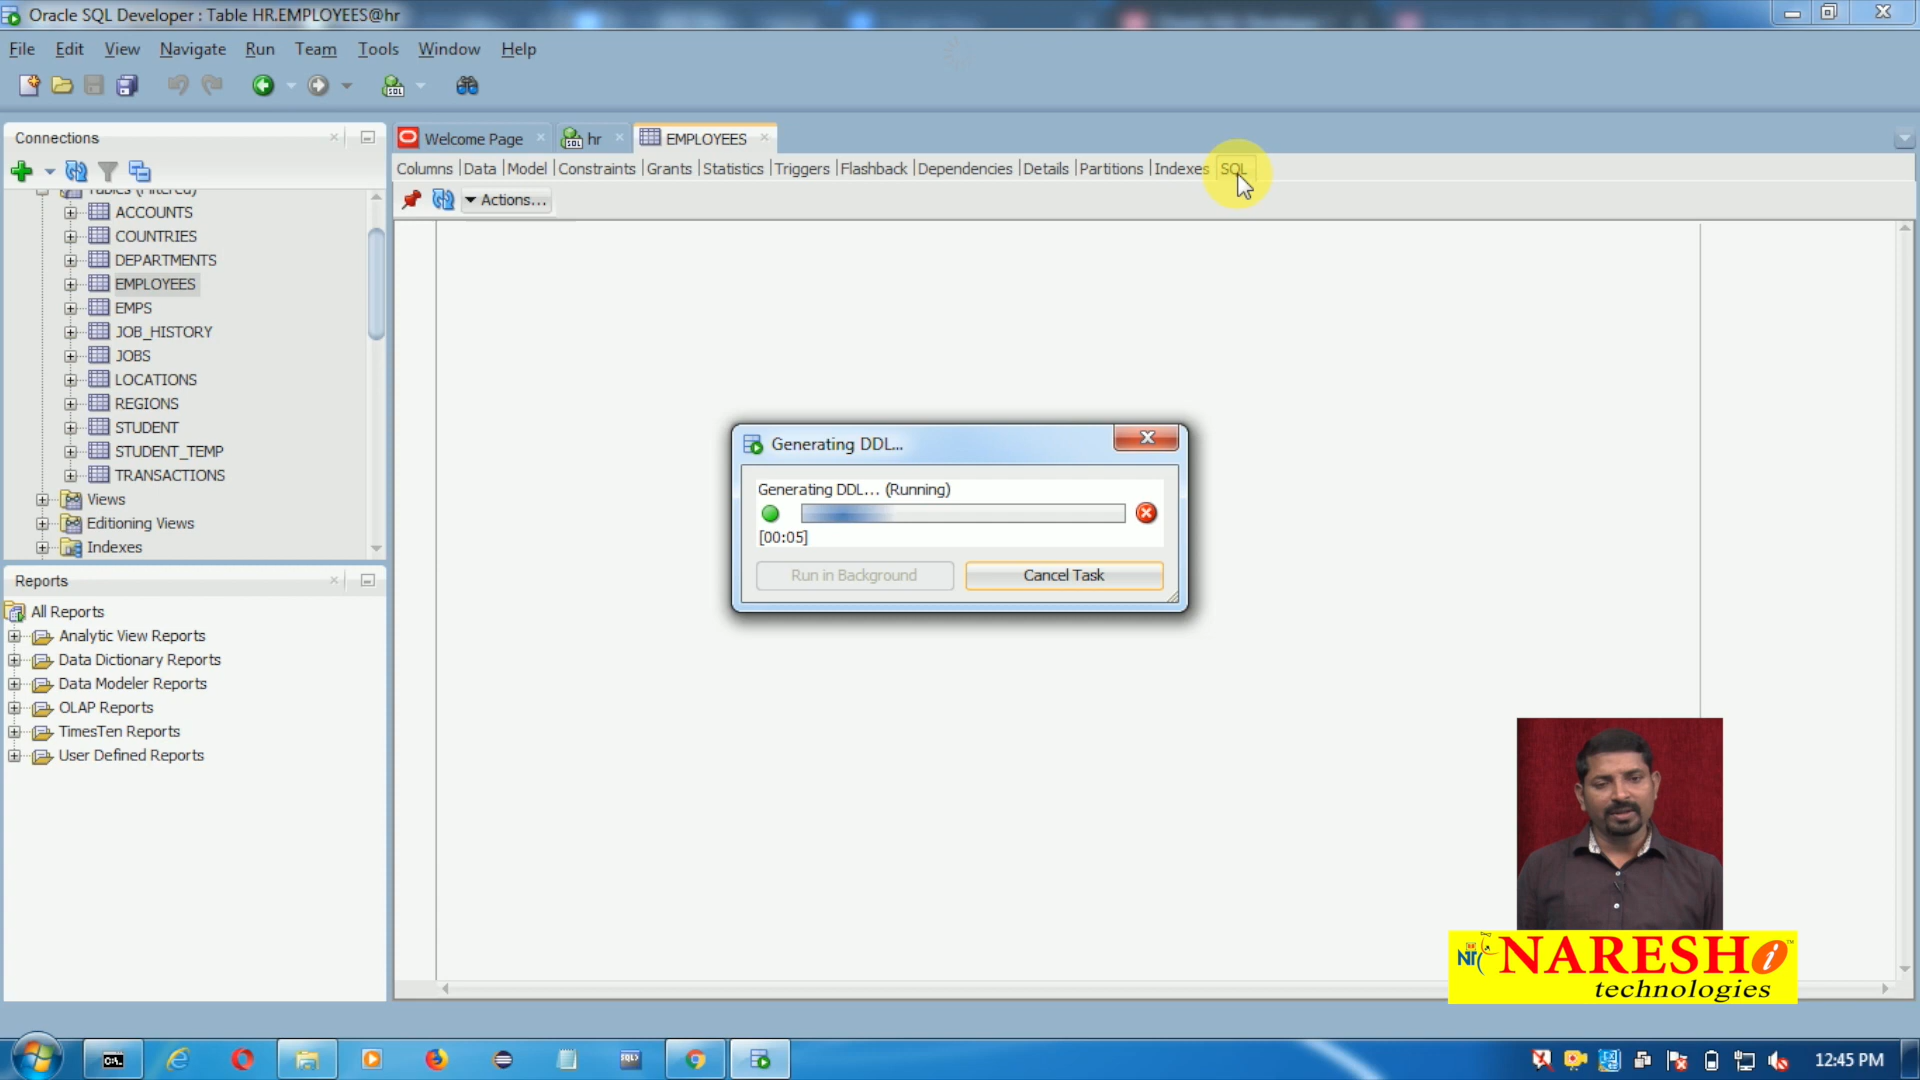 Oracle SQL Developer : Table HR.EMPLOYEES@hr
File Edit View Navigate Run Team Tools Window Help
Connections
Welcome Page
hr
EMPLOYEES
Columns Data Model Constraints Grants Statistics Triggers Flashback Dependencies Details Partitions Indexes SQL
Actions...
Tables (Filtered)
ACCOUNTS
COUNTRIES
DEPARTMENTS
EMPLOYEES
EMPS
JOB_HISTORY
JOBS
LOCATIONS
REGIONS
STUDENT
STUDENT_TEMP
TRANSACTIONS
Views
Editioning Views
Indexes
Generating DDL...
Generating DDL... (Running)
[00:05]
Run in Background
Cancel Task
Reports
All Reports
Analytic View Reports
Data Dictionary Reports
Data Modeler Reports
OLAP Reports
TimesTen Reports
User Defined Reports
NARESH i
technologies
12:45 PM